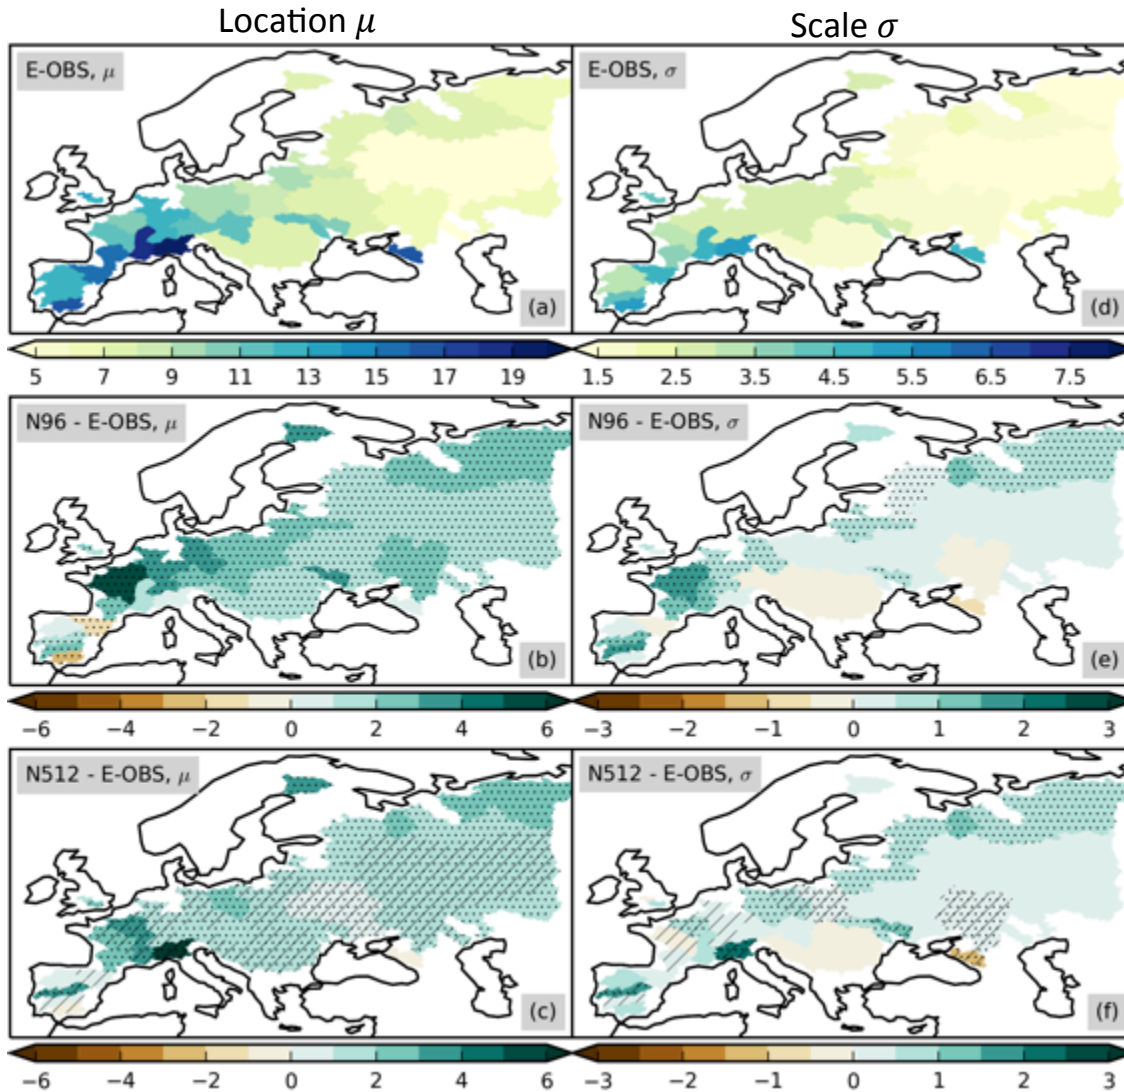 Location μ
Scale σ
E-OBS, μ
(a)
E-OBS, σ
(d)
5 7 9 11 13 15 17 19
1.5 2.5 3.5 4.5 5.5 6.5 7.5
N96 - E-OBS, μ
(b)
N96 - E-OBS, σ
(e)
−6 −4 −2 0 2 4 6
−3 −2 −1 0 1 2 3
N512 - E-OBS, μ
(c)
N512 - E-OBS, σ
(f)
−6 −4 −2 0 2 4 6
−3 −2 −1 0 1 2 3